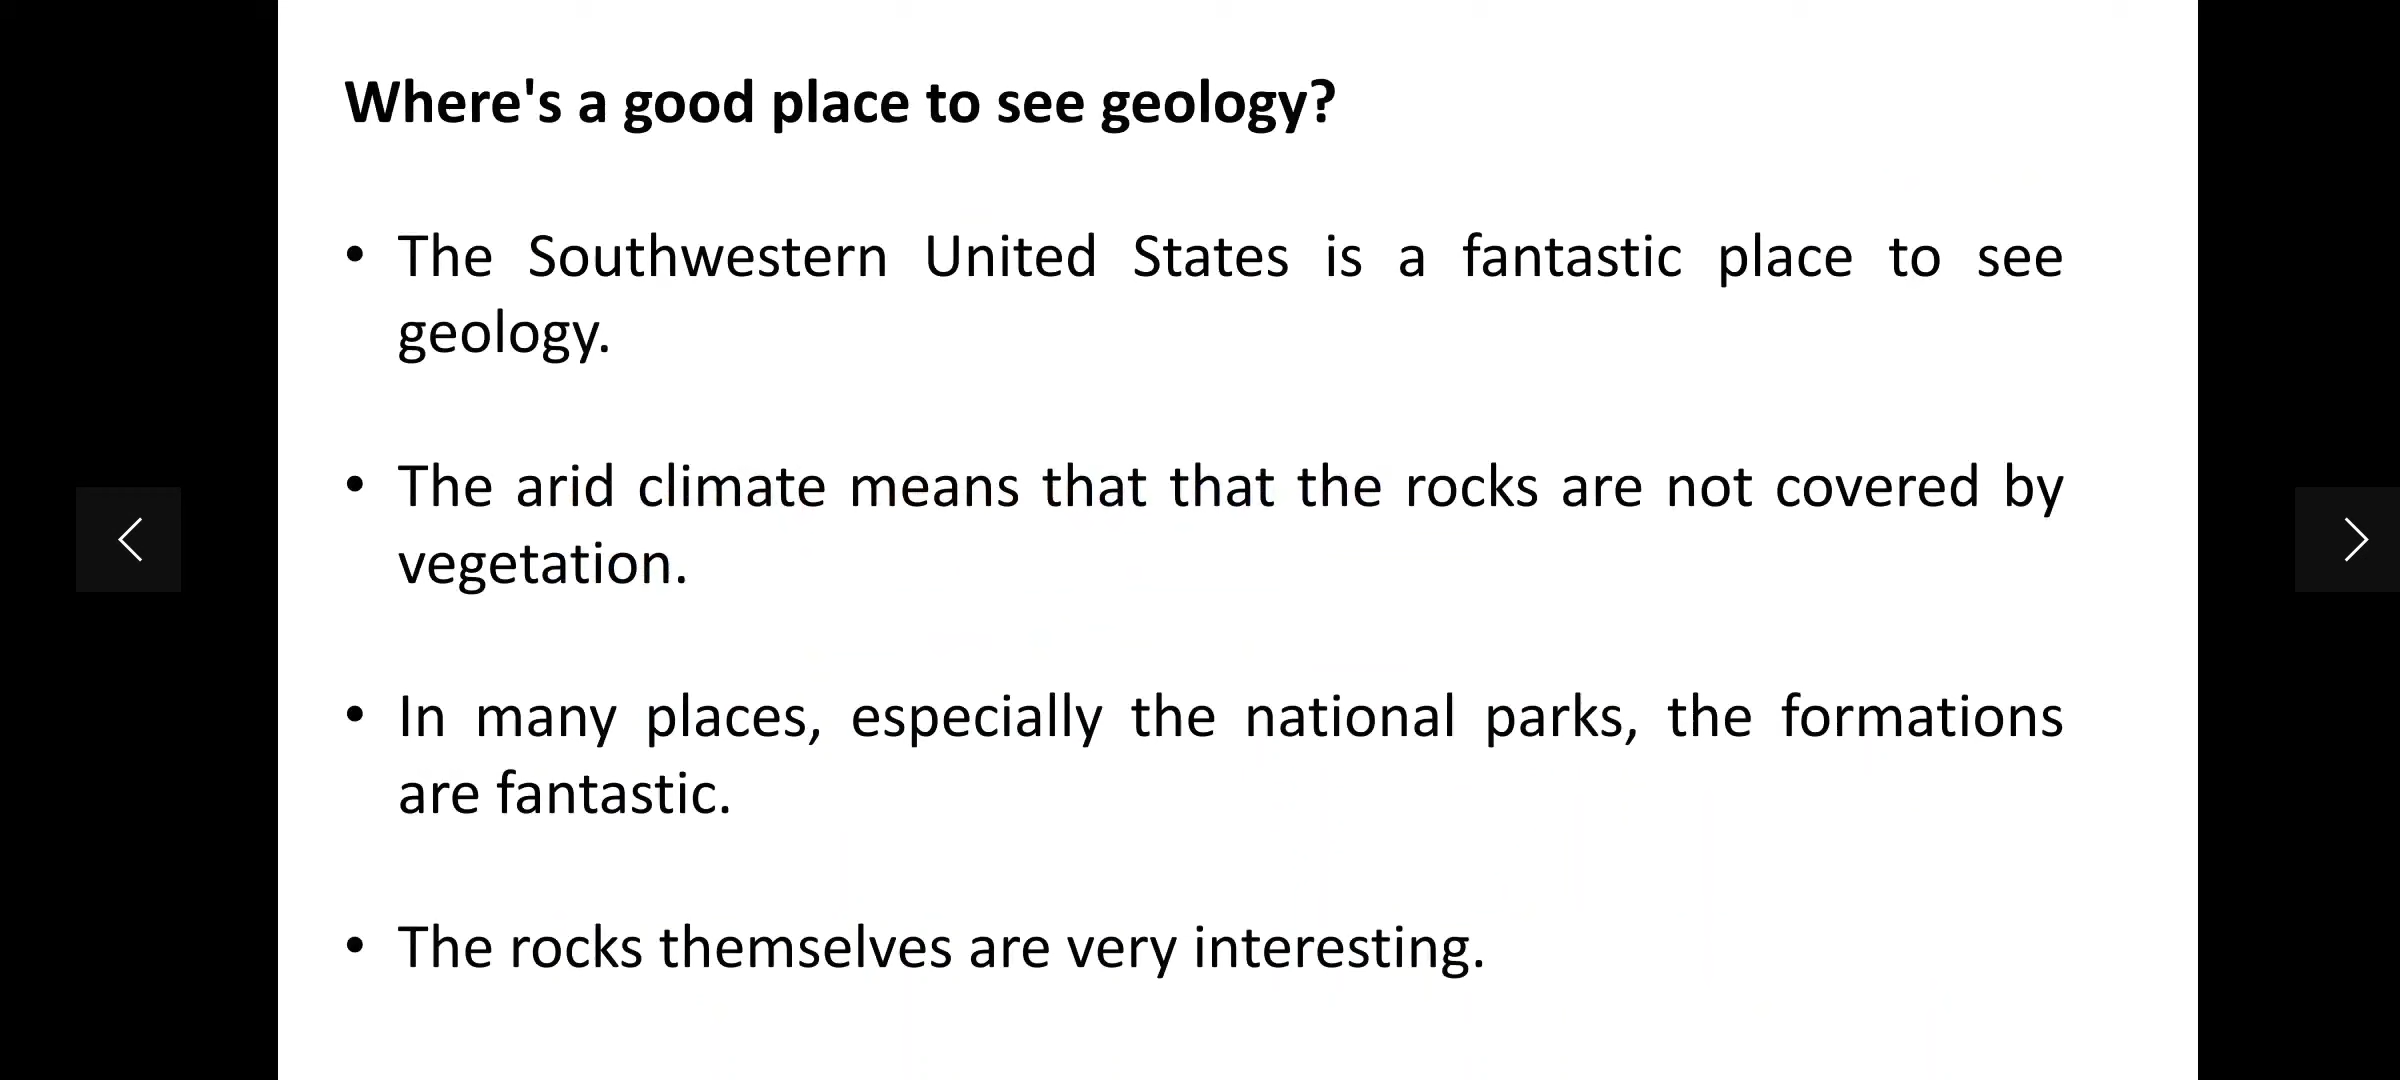 Where's a good place to see geology?
• The Southwestern United States is a fantastic place to see
geology.
• The arid climate means that that the rocks are not covered by
vegetation.
• In many places, especially the national parks, the formations
are fantastic.
• The rocks themselves are very interesting.